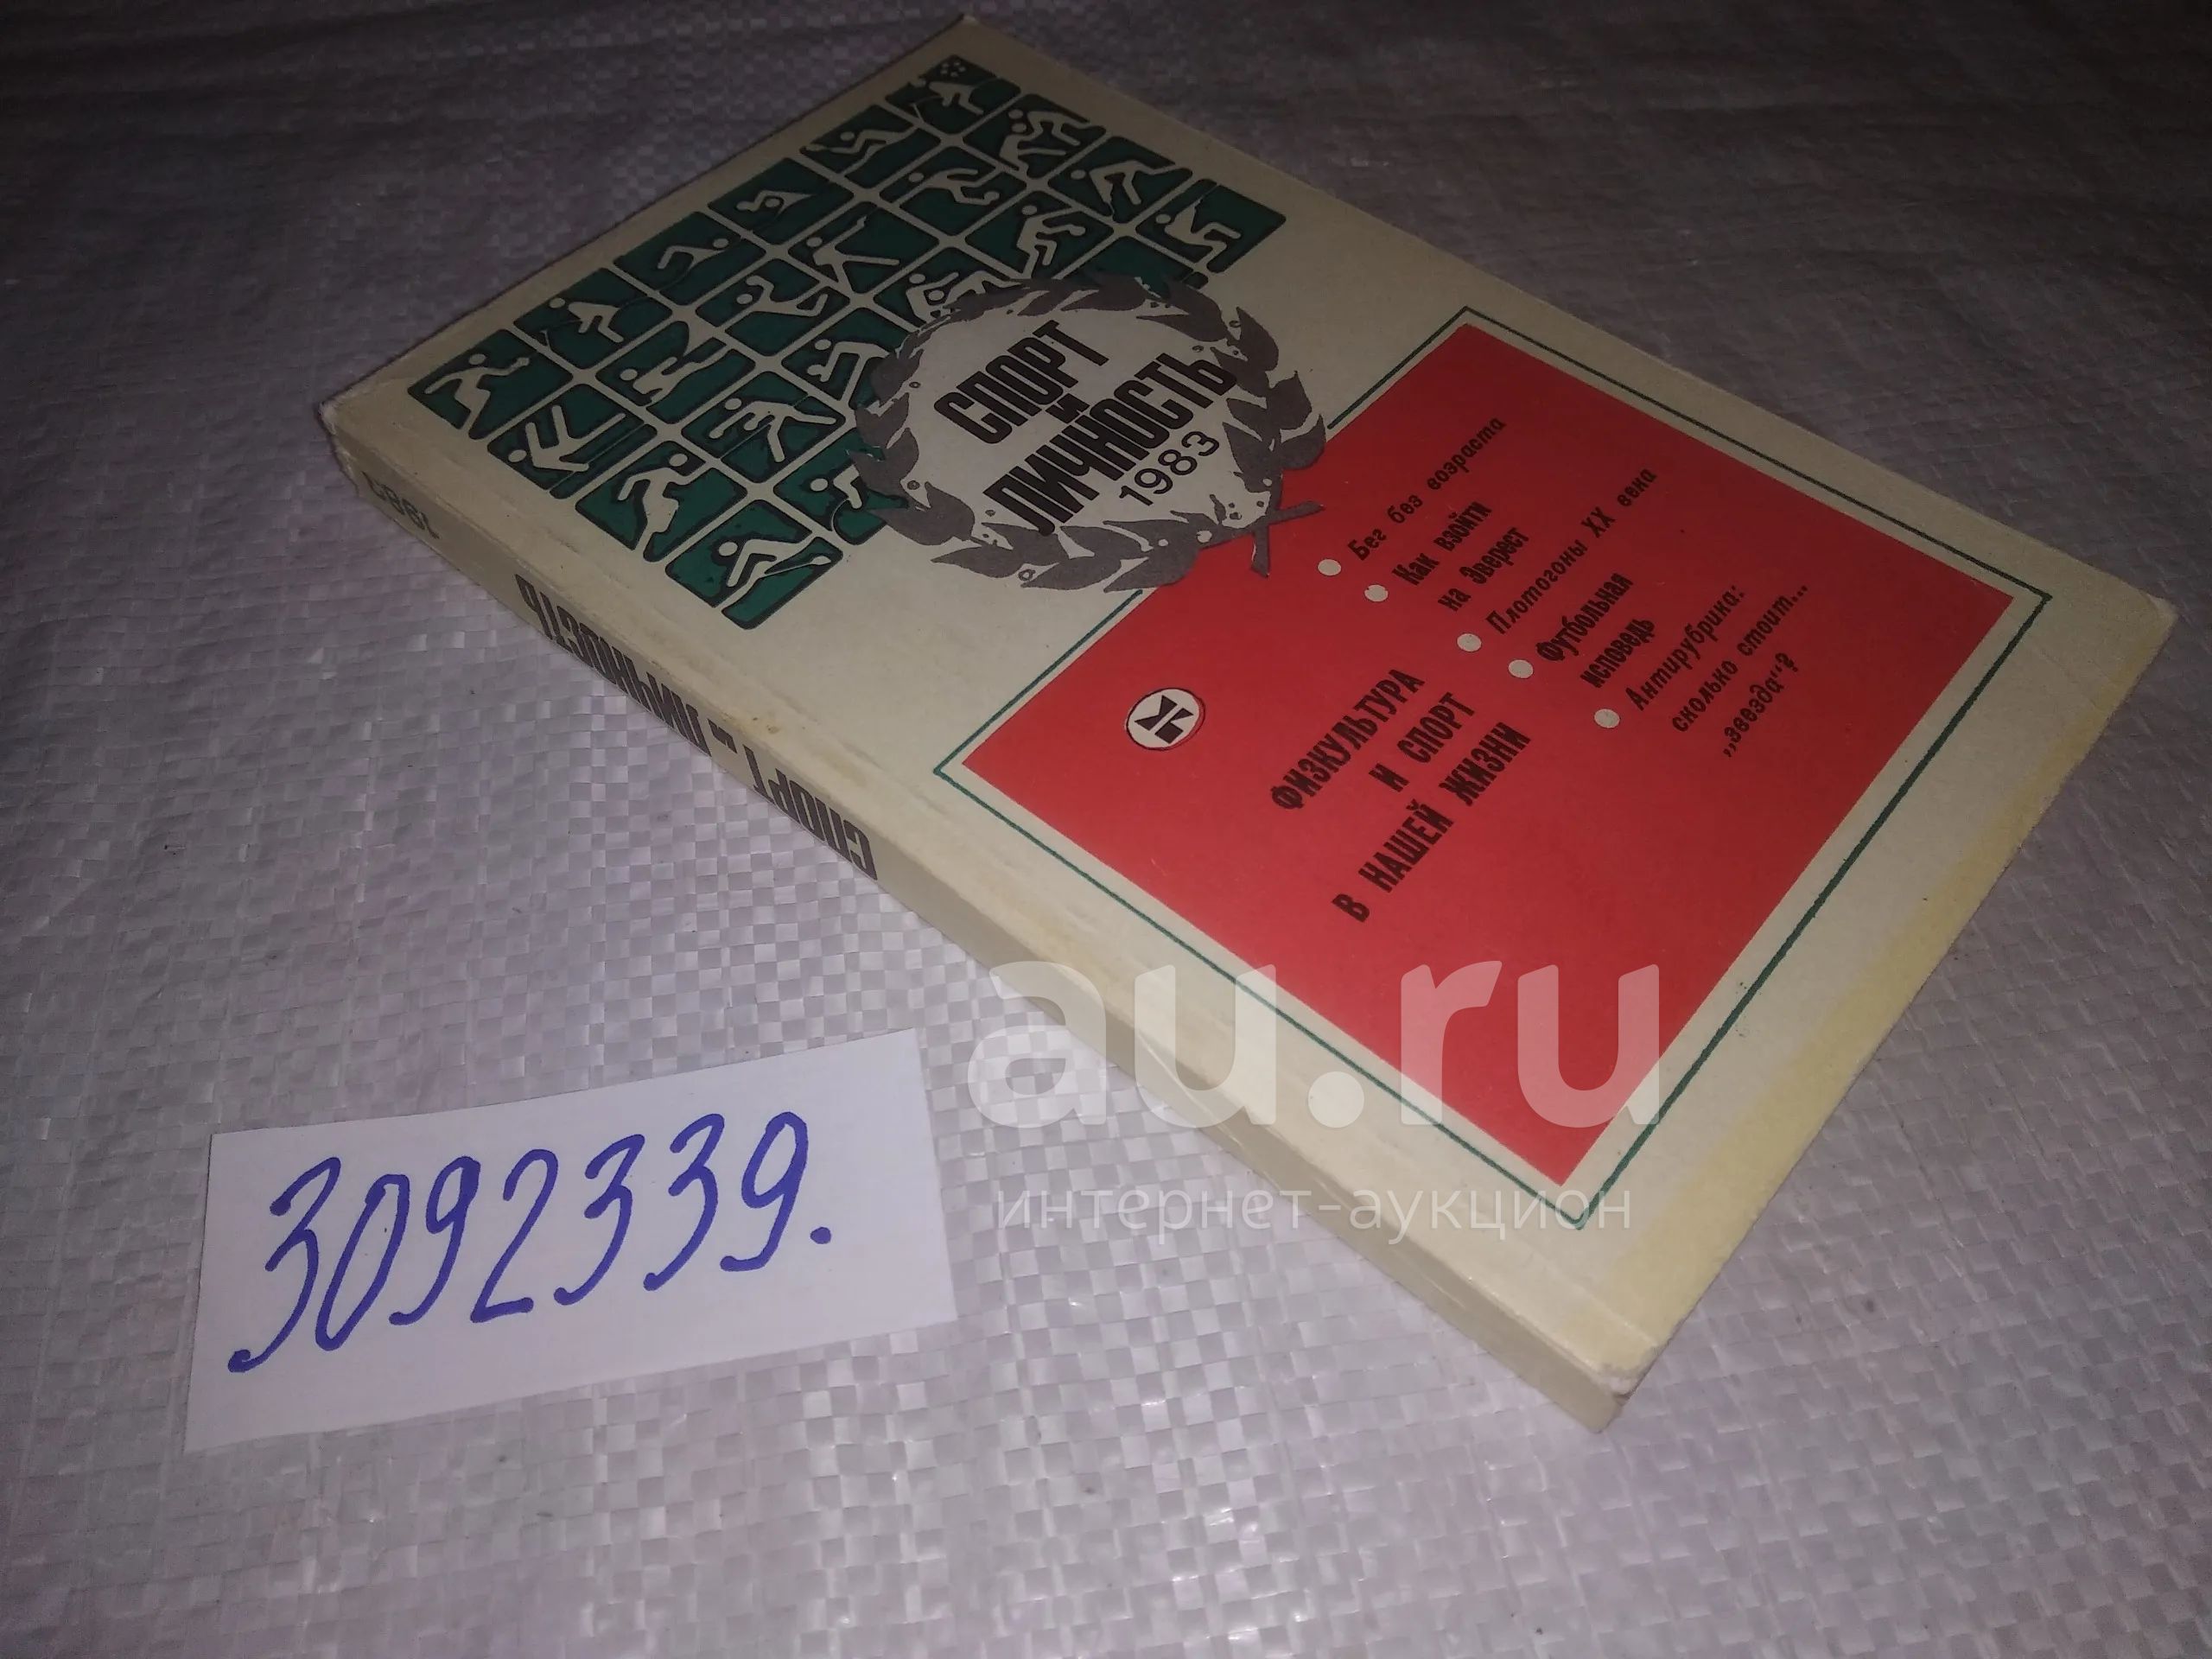 СПОРТ
И
ЛИЧНОСТЬ
1983
ФИЗКУЛЬТУРА
И СПОРТ
В НАШЕЙ ЖИЗНИ
Бег без возраста
Как взойти
на Эверест
Плотогоны XX века
Футбольная
исповедь
Антирубрика:
сколько стоит...
„звезда“?
СПОРТ И ЛИЧНОСТЬ
1983
3092339.
au.ru
интернет-аукцион